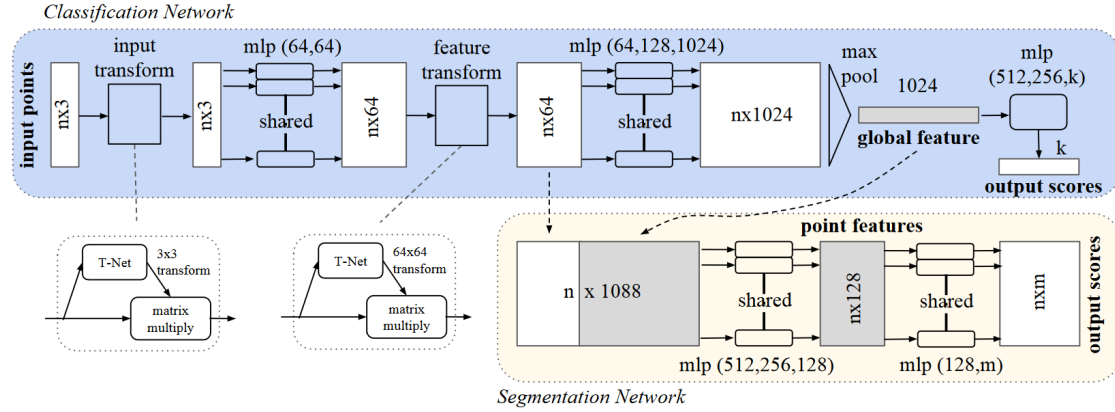 Classification Network
input points
nx3
input
transform
nx3
mlp (64,64)
shared
nx64
feature
transform
nx64
mlp (64,128,1024)
shared
nx1024
max
pool
1024
global feature
mlp
(512,256,k)
k
output scores
T-Net
3x3
transform
matrix
multiply
T-Net
64x64
transform
matrix
multiply
point features
n x 1088
shared
mlp (512,256,128)
nx128
shared
mlp (128,m)
nxm
output scores
Segmentation Network